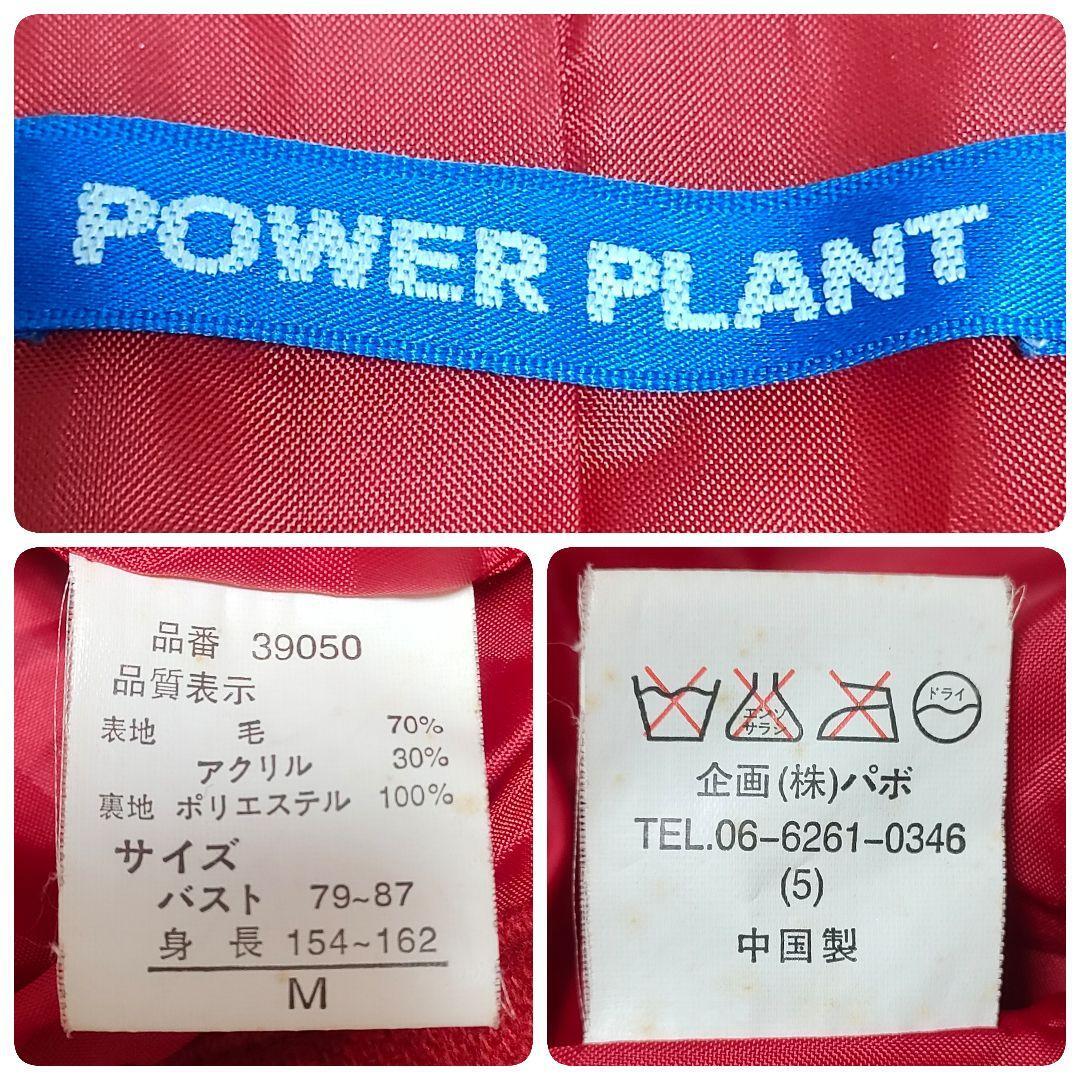 POWER PLANT
品番 39050
品質表示
表地 毛 70%
アクリル 30%
裏地 ポリエステル 100%
サイズ
バスト 79~87
身長 154~162
M
エンソ
サラシ
ドライ
企画(株)パボ
TEL.06-6261-0346
(5)
中国製